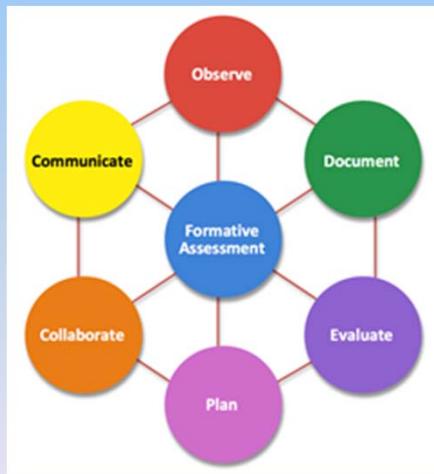 Observe
Communicate
Document
Formative
Assessment
Collaborate
Evaluate
Plan